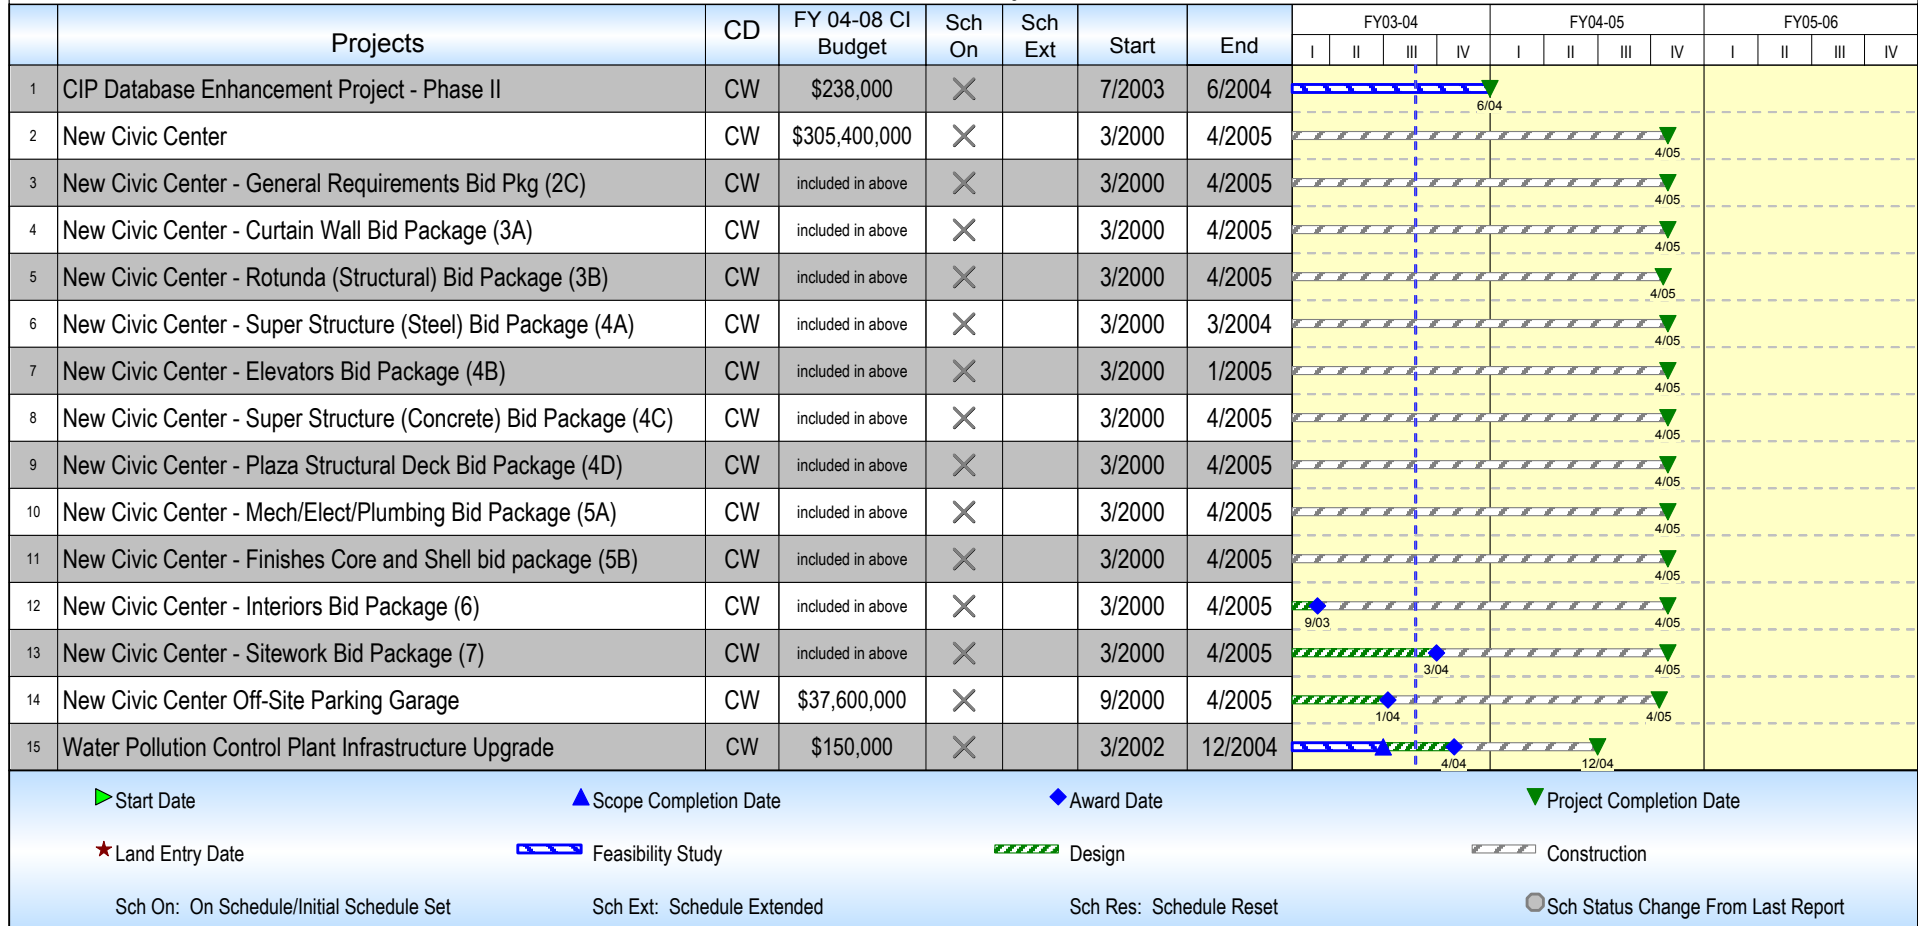 Projects CD FY 04-08 CI Budget Sch On Sch Ext Start End FY03-04 FY04-05 FY05-06
I II III IV I II III IV I II III IV
1 CIP Database Enhancement Project - Phase II CW $238,000 7/2003 6/2004 6/04
2 New Civic Center CW $305,400,000 3/2000 4/2005 4/05
3 New Civic Center - General Requirements Bid Pkg (2C) CW included in above 3/2000 4/2005 4/05
4 New Civic Center - Curtain Wall Bid Package (3A) CW included in above 3/2000 4/2005 4/05
5 New Civic Center - Rotunda (Structural) Bid Package (3B) CW included in above 3/2000 4/2005 4/05
6 New Civic Center - Super Structure (Steel) Bid Package (4A) CW included in above 3/2000 3/2004 4/05
7 New Civic Center - Elevators Bid Package (4B) CW included in above 3/2000 1/2005 4/05
8 New Civic Center - Super Structure (Concrete) Bid Package (4C) CW included in above 3/2000 4/2005 4/05
9 New Civic Center - Plaza Structural Deck Bid Package (4D) CW included in above 3/2000 4/2005 4/05
10 New Civic Center - Mech/Elect/Plumbing Bid Package (5A) CW included in above 3/2000 4/2005 4/05
11 New Civic Center - Finishes Core and Shell bid package (5B) CW included in above 3/2000 4/2005 4/05
12 New Civic Center - Interiors Bid Package (6) CW included in above 3/2000 4/2005 9/03 4/05
13 New Civic Center - Sitework Bid Package (7) CW included in above 3/2000 4/2005 3/04 4/05
14 New Civic Center Off-Site Parking Garage CW $37,600,000 9/2000 4/2005 1/04 4/05
15 Water Pollution Control Plant Infrastructure Upgrade CW $150,000 3/2002 12/2004 4/04 12/04
Start Date Scope Completion Date Award Date Project Completion Date
Land Entry Date Feasibility Study Design Construction
Sch On: On Schedule/Initial Schedule Set Sch Ext: Schedule Extended Sch Res: Schedule Reset Sch Status Change From Last Report